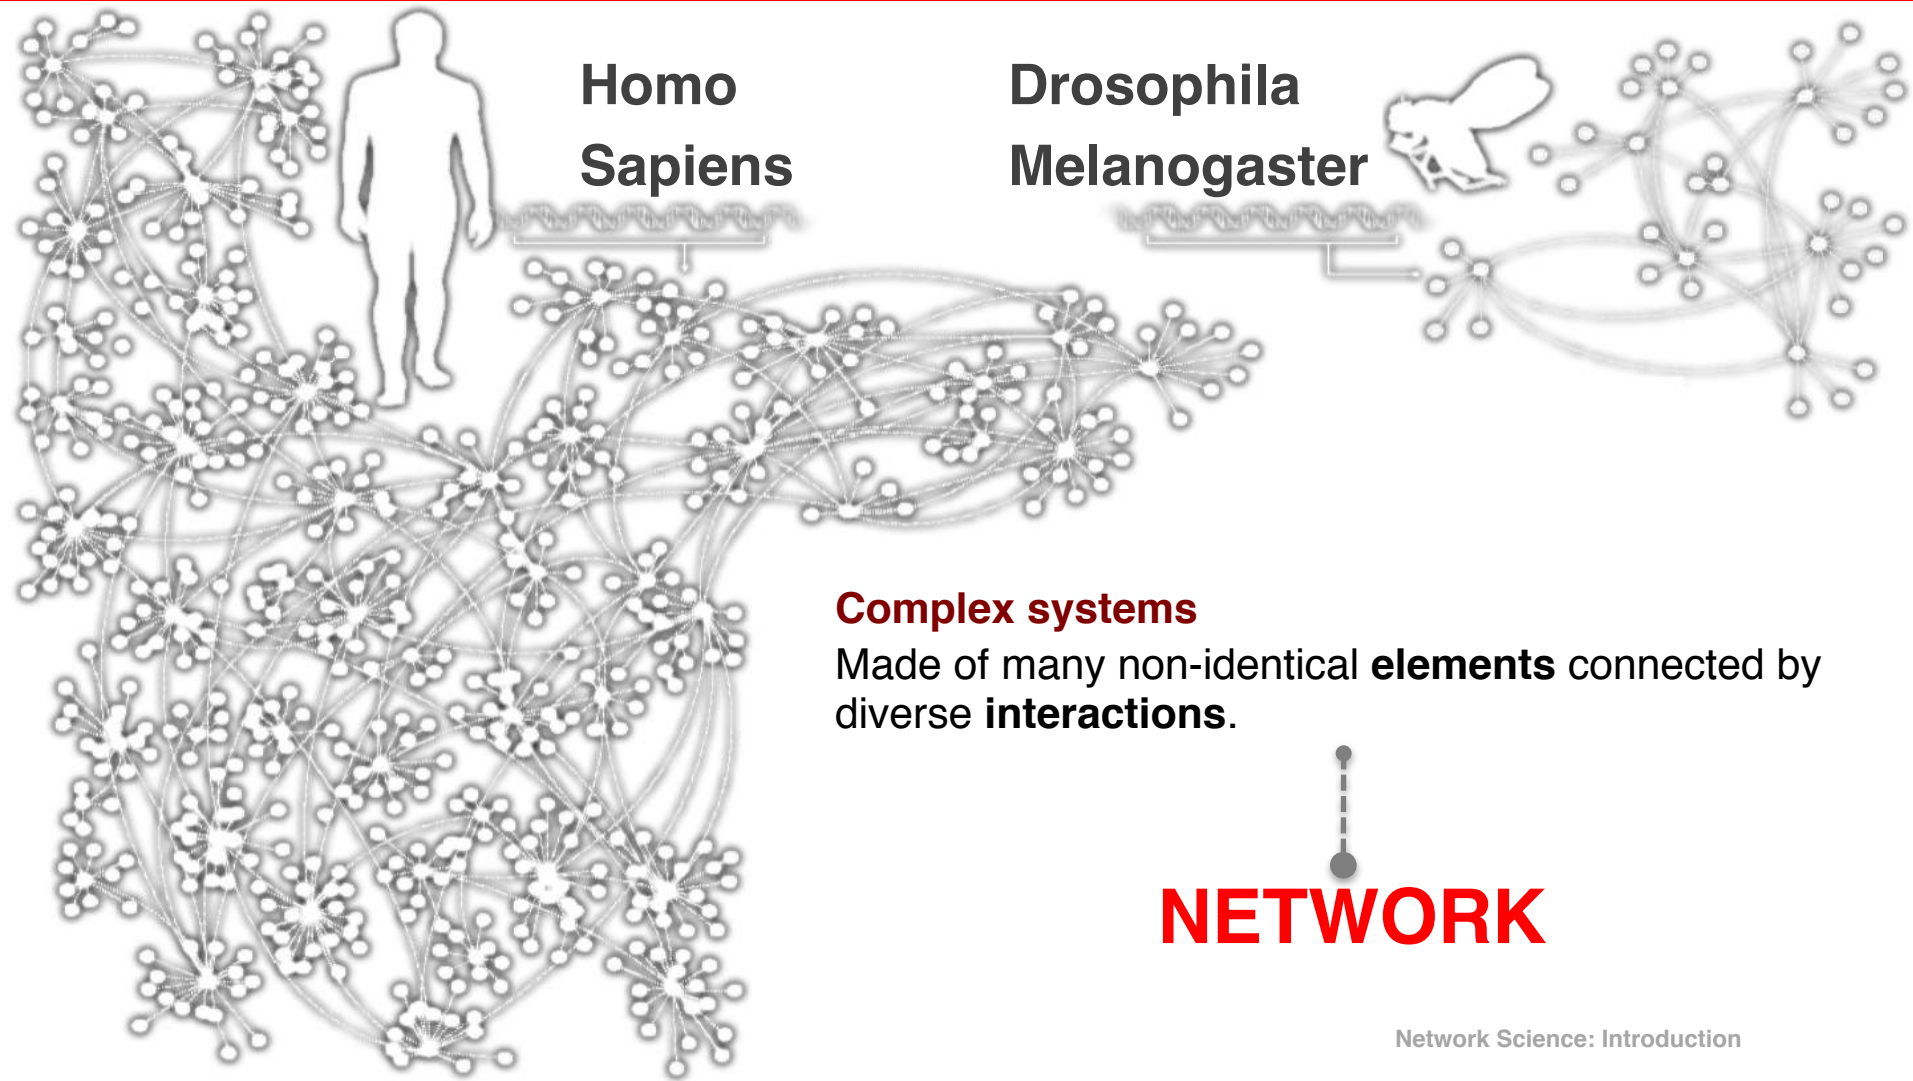 Homo
Sapiens
Drosophila
Melanogaster
Complex systems
Made of many non-identical elements connected by
diverse interactions.
NETWORK
Network Science: Introduction